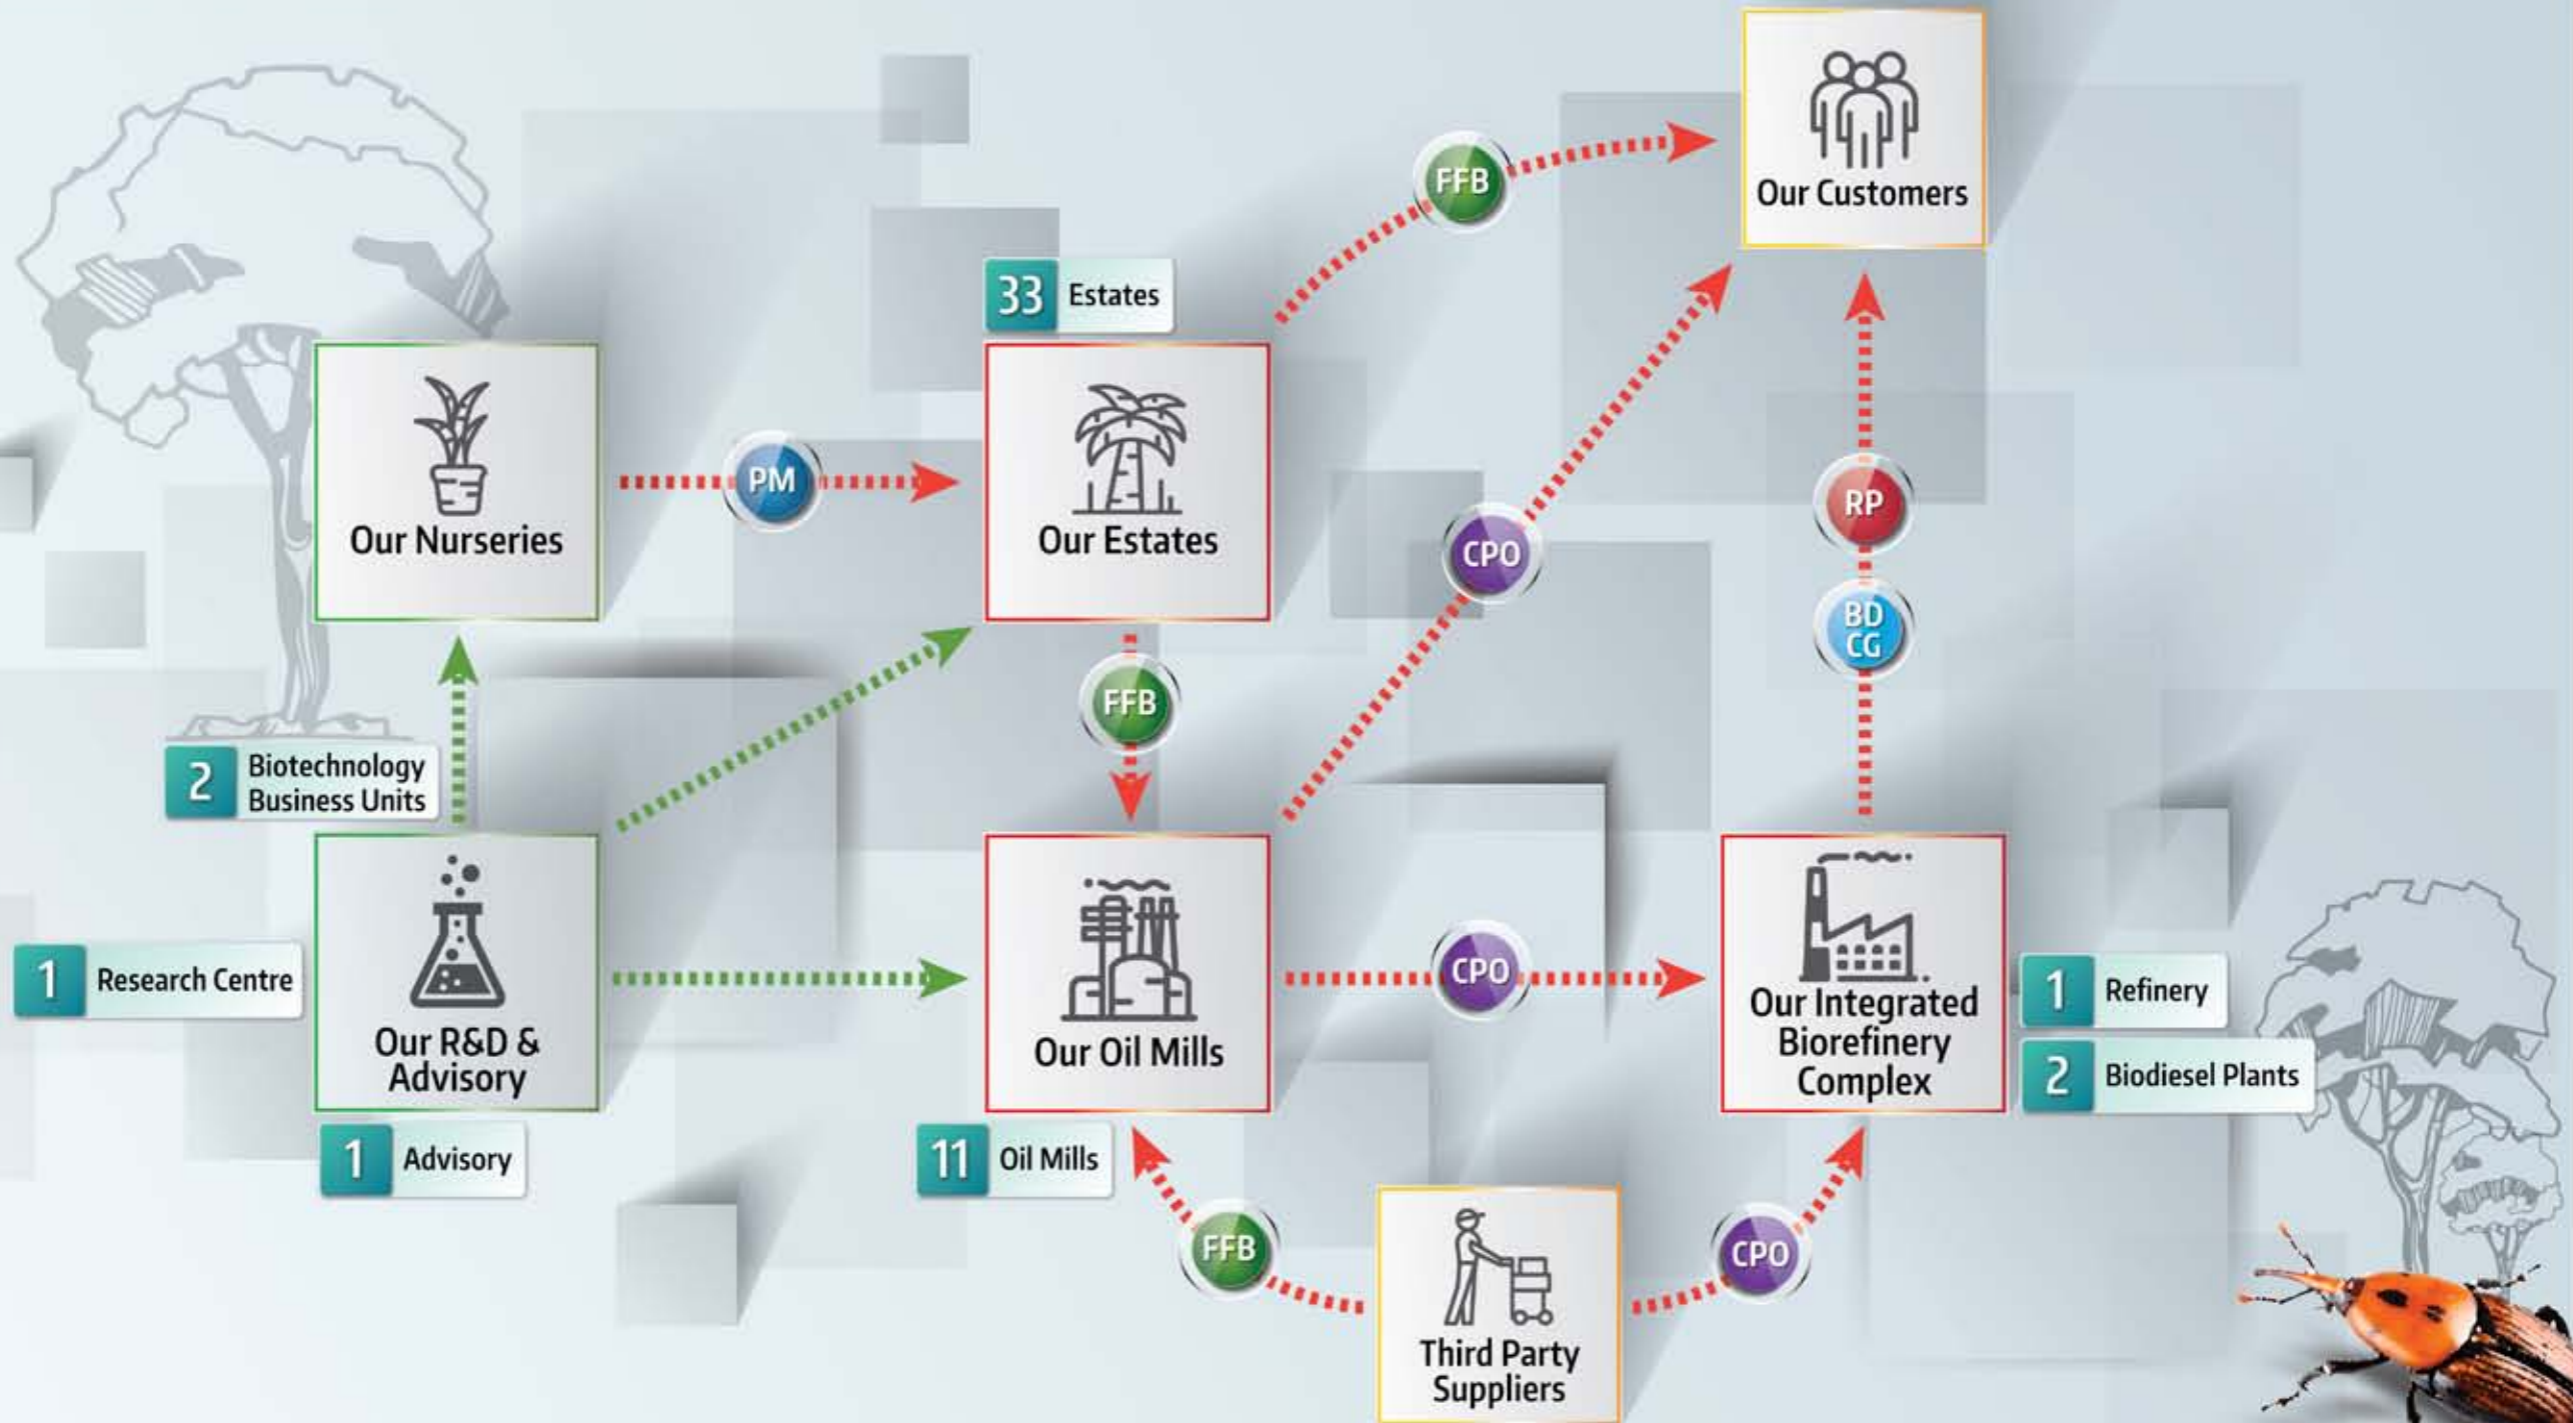 Our Customers
FFB
33 Estates
Our Nurseries
PM
Our Estates
CPO
RP
BD
CG
FFB
2 Biotechnology
Business Units
1 Research Centre
Our R&D &
Advisory
1 Advisory
Our Oil Mills
11 Oil Mills
CPO
Our Integrated
Biorefinery
Complex
1 Refinery
2 Biodiesel Plants
FFB
CPO
Third Party
Suppliers